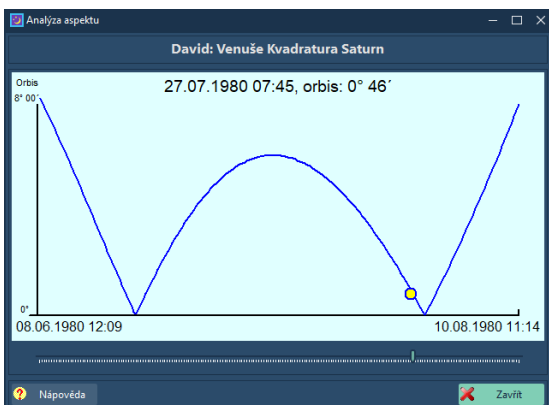 Analýza aspektu
David: Venuše Kvadratura Saturn
Orbis
27.07.1980 07:45, orbis: 0° 46´
8° 00´
0°
08.06.1980 12:09
10.08.1980 11:14
Nápověda
Zavřít